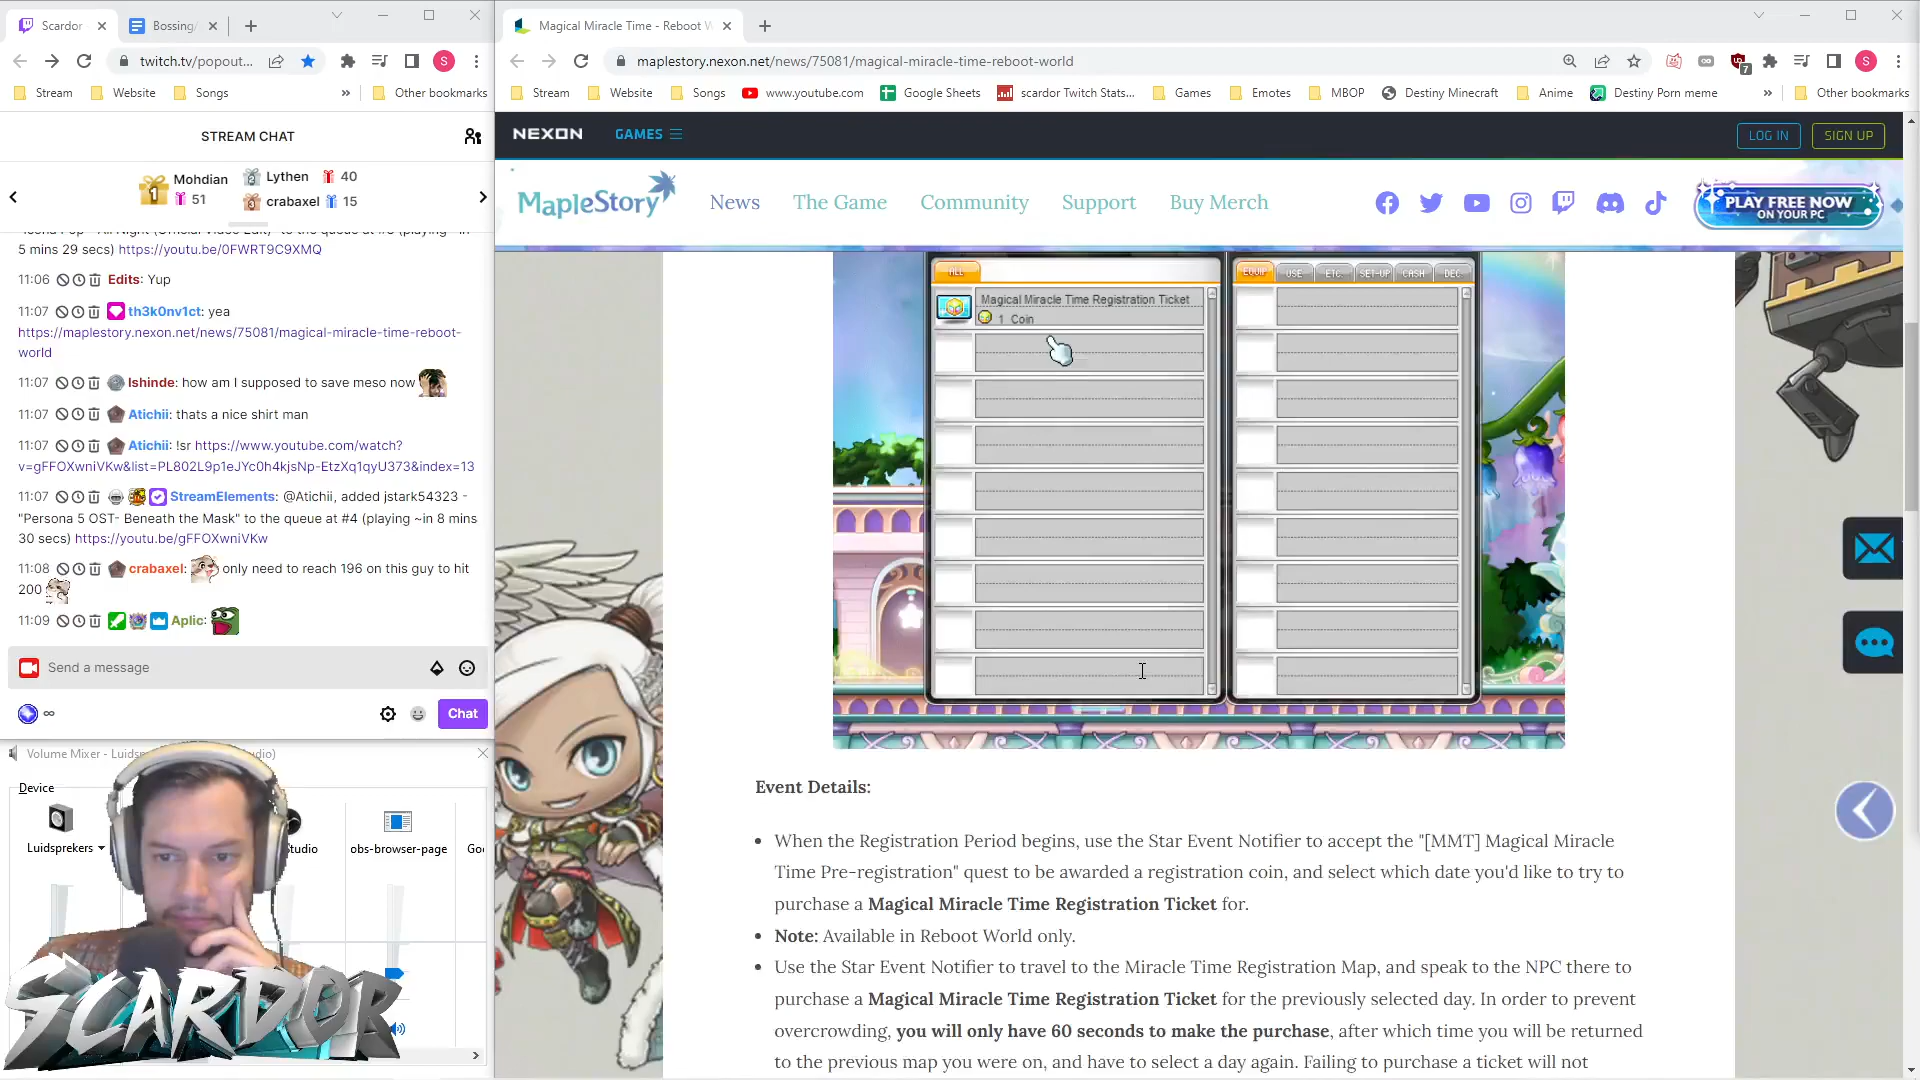 Scardor
Bossing
twitch.tv/popout...
Stream
Website
Songs
»
Other bookmarks
STREAM CHAT
Mohdian
51
Lythen 40
crabaxel 15
5 mins 29 secs) https://youtu.be/0FWRT9C9XMQ
11:06 Edits: Yup
11:07 th3k0nv1ct: yea
https://maplestory.nexon.net/news/75081/magical-miracle-time-reboot-
world
11:07 Ishinde: how am I supposed to save meso now
11:07 Atichii: thats a nice shirt man
11:07 Atichii: !sr https://www.youtube.com/watch?
v=gFFOXwniVKw&list=PL802L9p1eJYc0h4kjsNp-EtzXq1qyU373&index=13
11:07 StreamElements: @Atichii, added jstark54323 -
"Persona 5 OST- Beneath the Mask" to the queue at #4 (playing ~in 8 mins
30 secs) https://youtu.be/gFFOXwniVKw
11:08 crabaxel: only need to reach 196 on this guy to hit
200
11:09 Aplic:
Send a message
∞
Chat
Volume Mixer - Luidsp
Device
Luidsprekers
obs-browser-page
SCARDOR
Magical Miracle Time - Reboot W
maplestory.nexon.net/news/75081/magical-miracle-time-reboot-world
7
Stream
Website
Songs
www.youtube.com
Google Sheets
scardor Twitch Stats...
Games
Emotes
MBOP
Destiny Minecraft
Anime
Destiny Porn meme
»
Other bookmarks
NEXON
GAMES
LOG IN
SIGN UP
MapleStory
News
The Game
Community
Support
Buy Merch
PLAY FREE NOW
ON YOUR PC
ALL
EQUIP
USE
ETC
SET-UP
CASH
DEC
Magical Miracle Time Registration Ticket
1 Coin
Event Details:
When the Registration Period begins, use the Star Event Notifier to accept the "[MMT] Magical Miracle
Time Pre-registration" quest to be awarded a registration coin, and select which date you'd like to try to
purchase a Magical Miracle Time Registration Ticket for.
Note: Available in Reboot World only.
Use the Star Event Notifier to travel to the Miracle Time Registration Map, and speak to the NPC there to
purchase a Magical Miracle Time Registration Ticket for the previously selected day. In order to prevent
overcrowding, you will only have 60 seconds to make the purchase, after which time you will be returned
to the previous map you were on, and have to select a day again. Failing to purchase a ticket will not